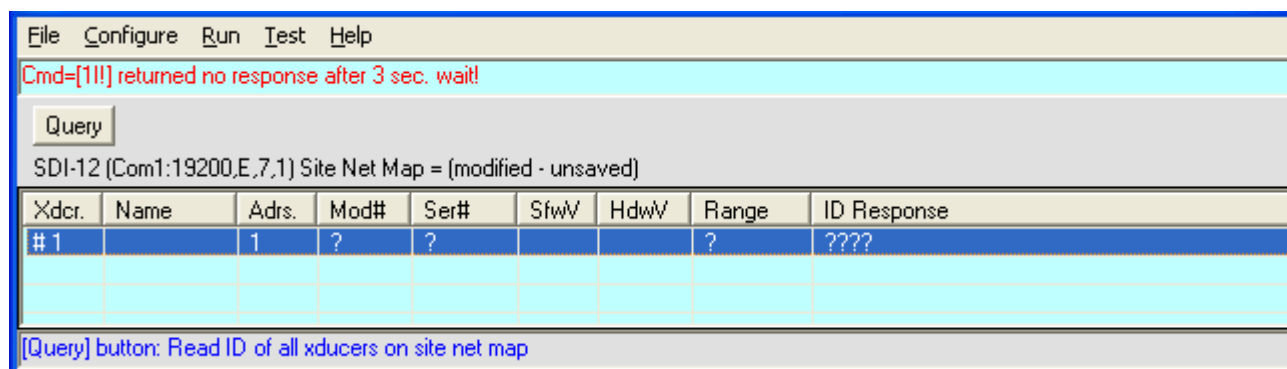 File Configure Run Test Help
Cmd=[1I!] returned no response after 3 sec. wait!
Query
SDI-12 (Com1:19200,E,7,1) Site Net Map = (modified - unsaved)
Xdcr. Name Adrs. Mod# Ser# SfwV HdwV Range ID Response
# 1 1 ? ? ? ????
[Query] button: Read ID of all xducers on site net map